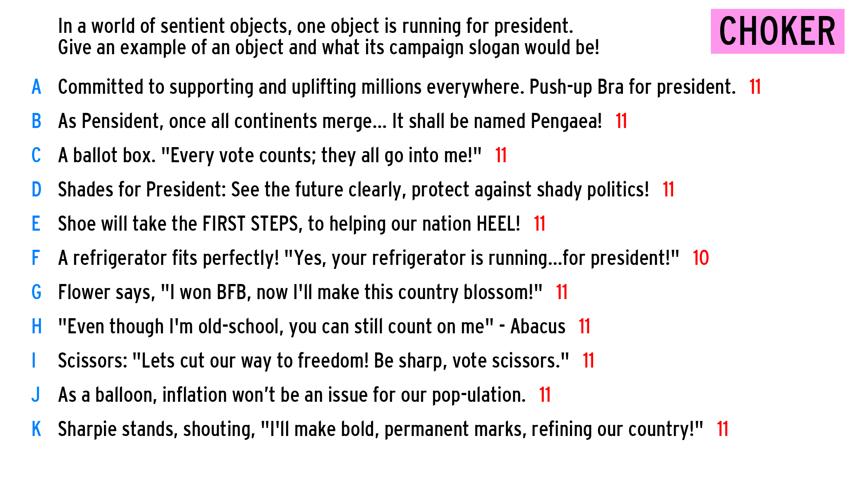 In a world of sentient objects, one object is running for president.
Give an example of an object and what its campaign slogan would be!
CHOKER
A Committed to supporting and uplifting millions everywhere. Push-up Bra for president. 11
B As Pensident, once all continents merge... It shall be named Pengaea! 11
C A ballot box. "Every vote counts; they all go into me!" 11
D Shades for President: See the future clearly, protect against shady politics! 11
E Shoe will take the FIRST STEPS, to helping our nation HEEL! 11
F A refrigerator fits perfectly! "Yes, your refrigerator is running...for president!" 10
G Flower says, "I won BFB, now I'll make this country blossom!" 11
H "Even though I'm old-school, you can still count on me" - Abacus 11
I Scissors: "Lets cut our way to freedom! Be sharp, vote scissors." 11
J As a balloon, inflation won’t be an issue for our pop-ulation. 11
K Sharpie stands, shouting, "I'll make bold, permanent marks, refining our country!" 11